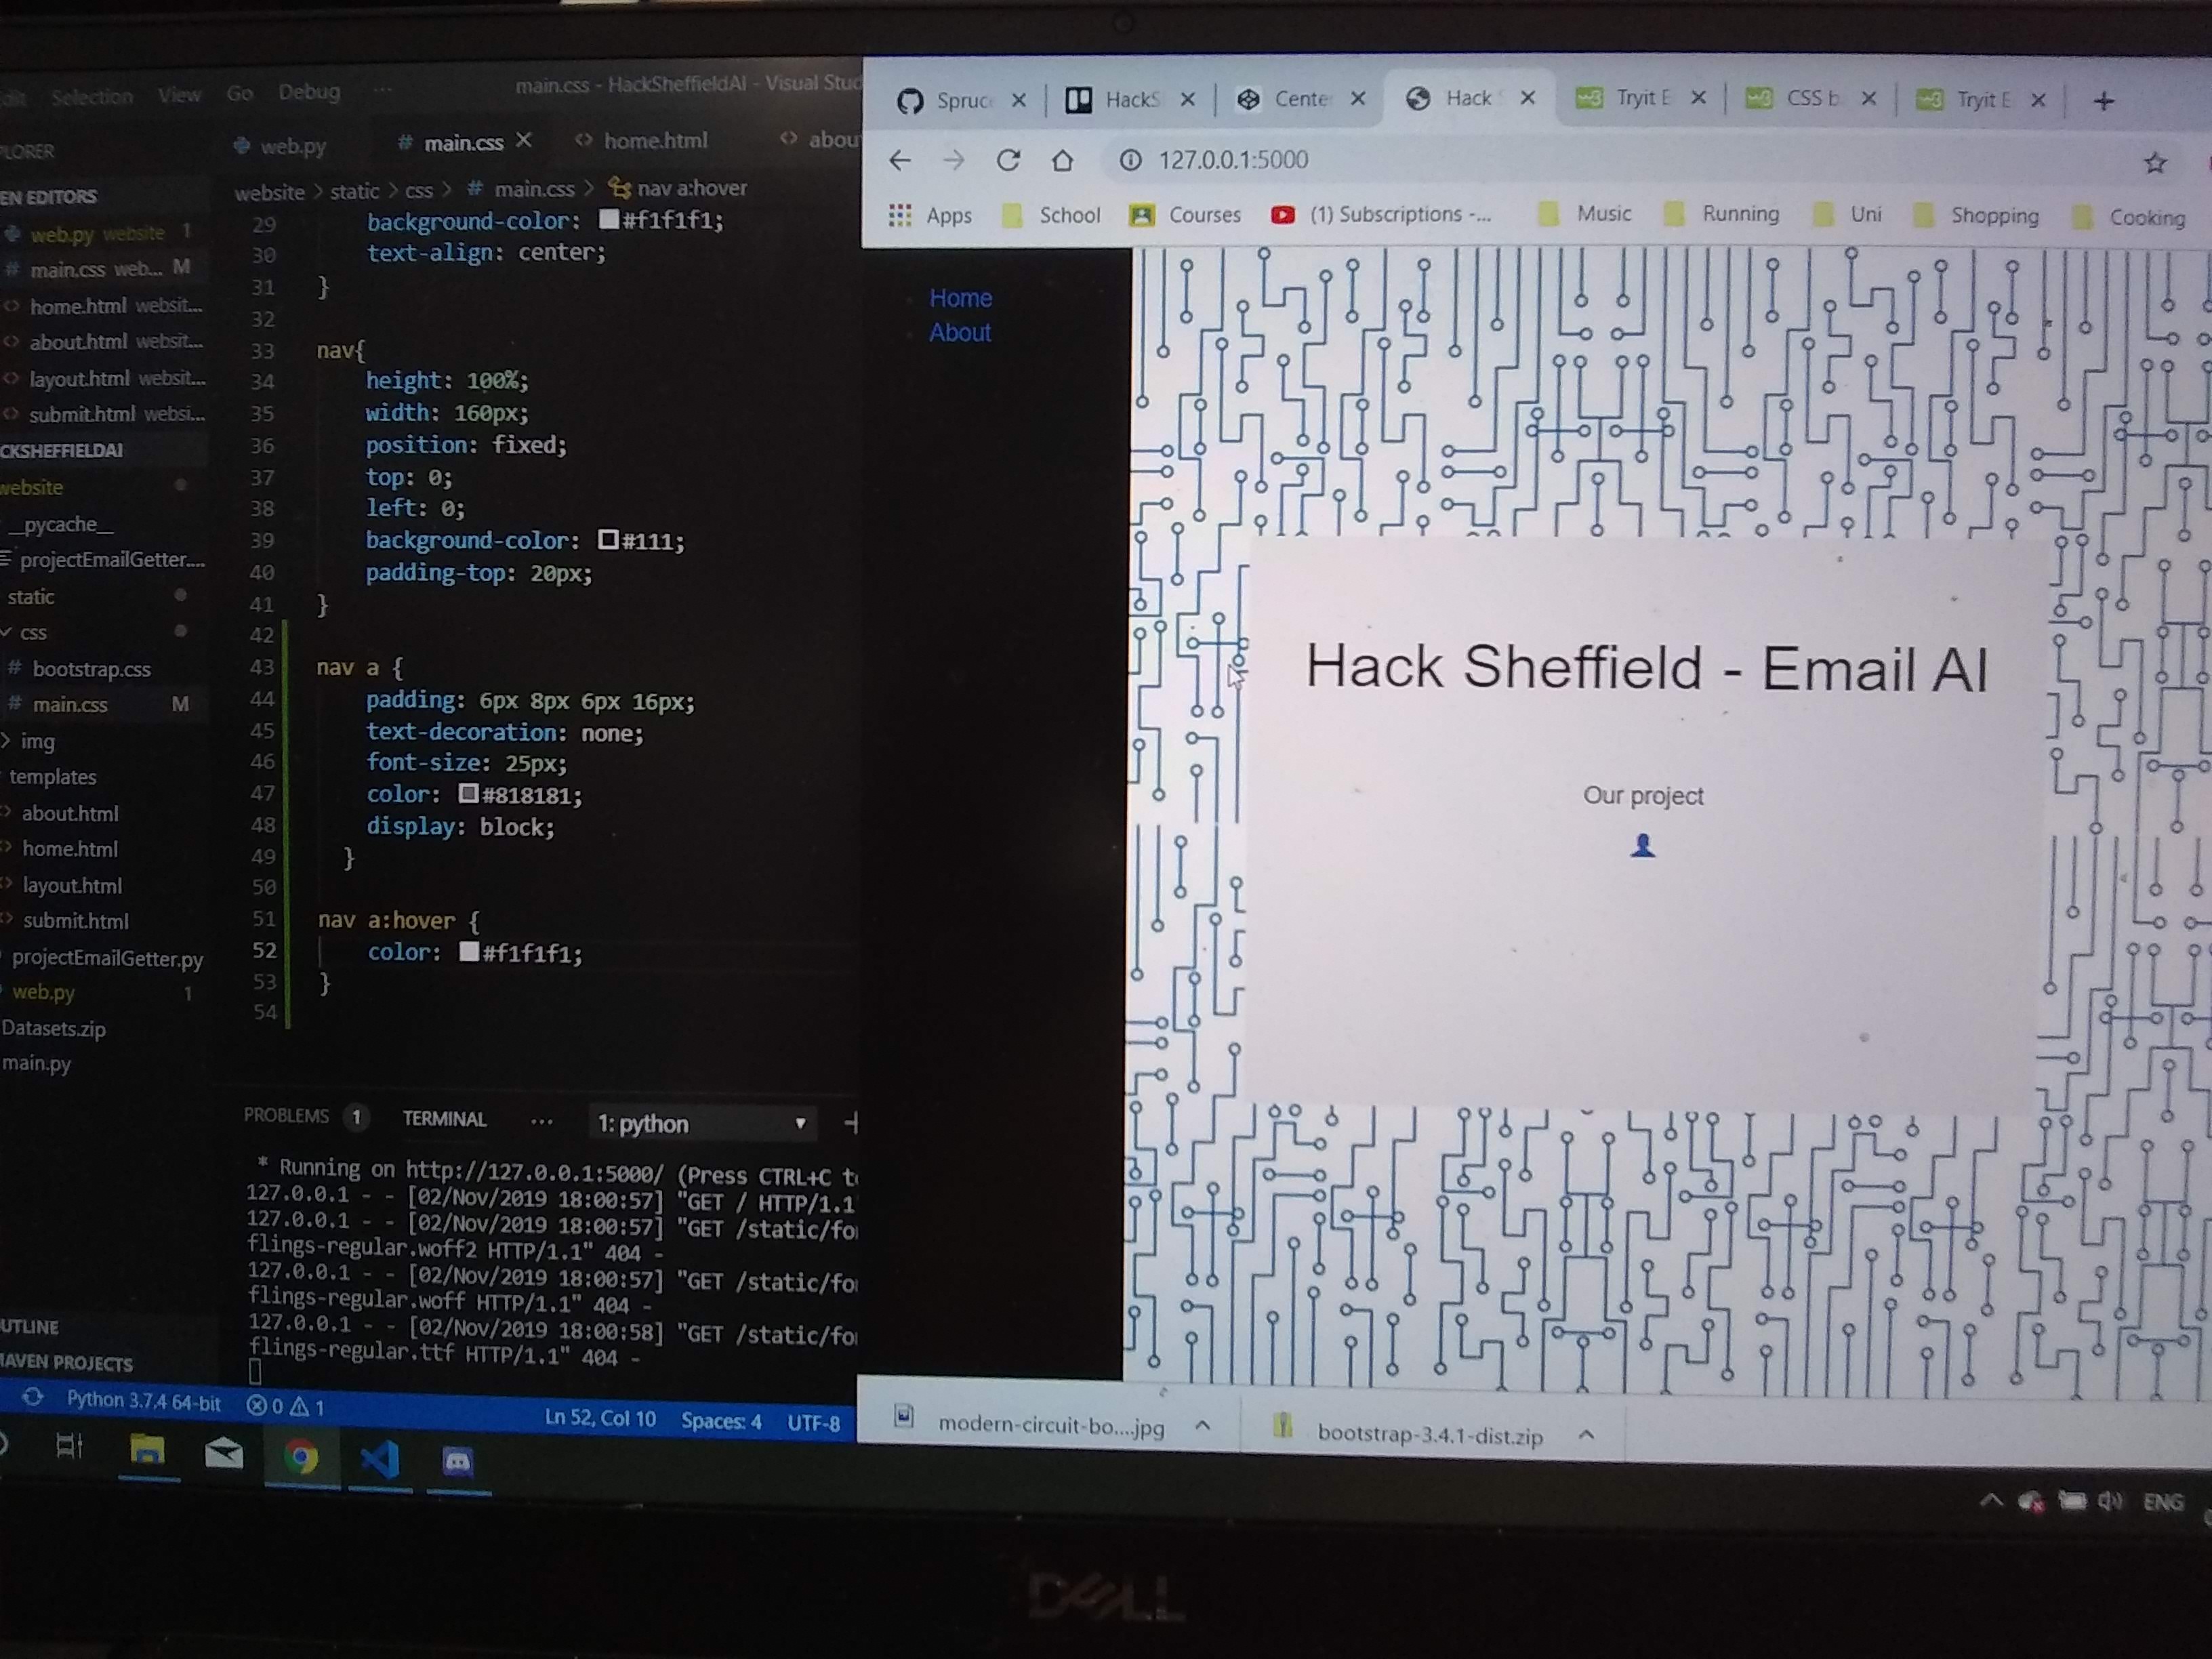 Selection View Go Debug ... main.css - HackSheffieldAI - Visual Stud
web.py # main.css home.html abou
website > static > css > # main.css > nav a:hover
EN EDITORS
web.py website 1
# main.css web... M
home.html websit...
about.html websit...
layout.html websit...
submit.html websi...
CKSHEFFIELDAI
website
__pycache__
projectEmailGetter....
static
css
# bootstrap.css
# main.css M
img
templates
about.html
home.html
layout.html
submit.html
projectEmailGetter.py
web.py 1
Datasets.zip
main.py
UTLINE
MAVEN PROJECTS
29 background-color: #f1f1f1;
30 text-align: center;
31 }
32
33 nav{
34 height: 100%;
35 width: 160px;
36 position: fixed;
37 top: 0;
38 left: 0;
39 background-color: #111;
40 padding-top: 20px;
41 }
42
43 nav a {
44 padding: 6px 8px 6px 16px;
45 text-decoration: none;
46 font-size: 25px;
47 color: #818181;
48 display: block;
49 }
50
51 nav a:hover {
52 color: #f1f1f1;
53 }
54
PROBLEMS 1 TERMINAL ... 1: python
* Running on http://127.0.0.1:5000/ (Press CTRL+C t
127.0.0.1 - - [02/Nov/2019 18:00:57] "GET / HTTP/1.1
127.0.0.1 - - [02/Nov/2019 18:00:57] "GET /static/fo
flings-regular.woff2 HTTP/1.1" 404 -
127.0.0.1 - - [02/Nov/2019 18:00:57] "GET /static/fo
flings-regular.woff HTTP/1.1" 404 -
127.0.0.1 - - [02/Nov/2019 18:00:58] "GET /static/fo
flings-regular.ttf HTTP/1.1" 404 -
Python 3.7.4 64-bit 0 1 Ln 52, Col 10 Spaces: 4 UTF-8
Spruc HackS Cente Hack Tryit E CSS b Tryit E
127.0.0.1:5000
Apps School Courses (1) Subscriptions -... Music Running Uni Shopping Cooking
Home
About
Hack Sheffield - Email AI
Our project
modern-circuit-bo....jpg bootstrap-3.4.1-dist.zip
ENG
DELL